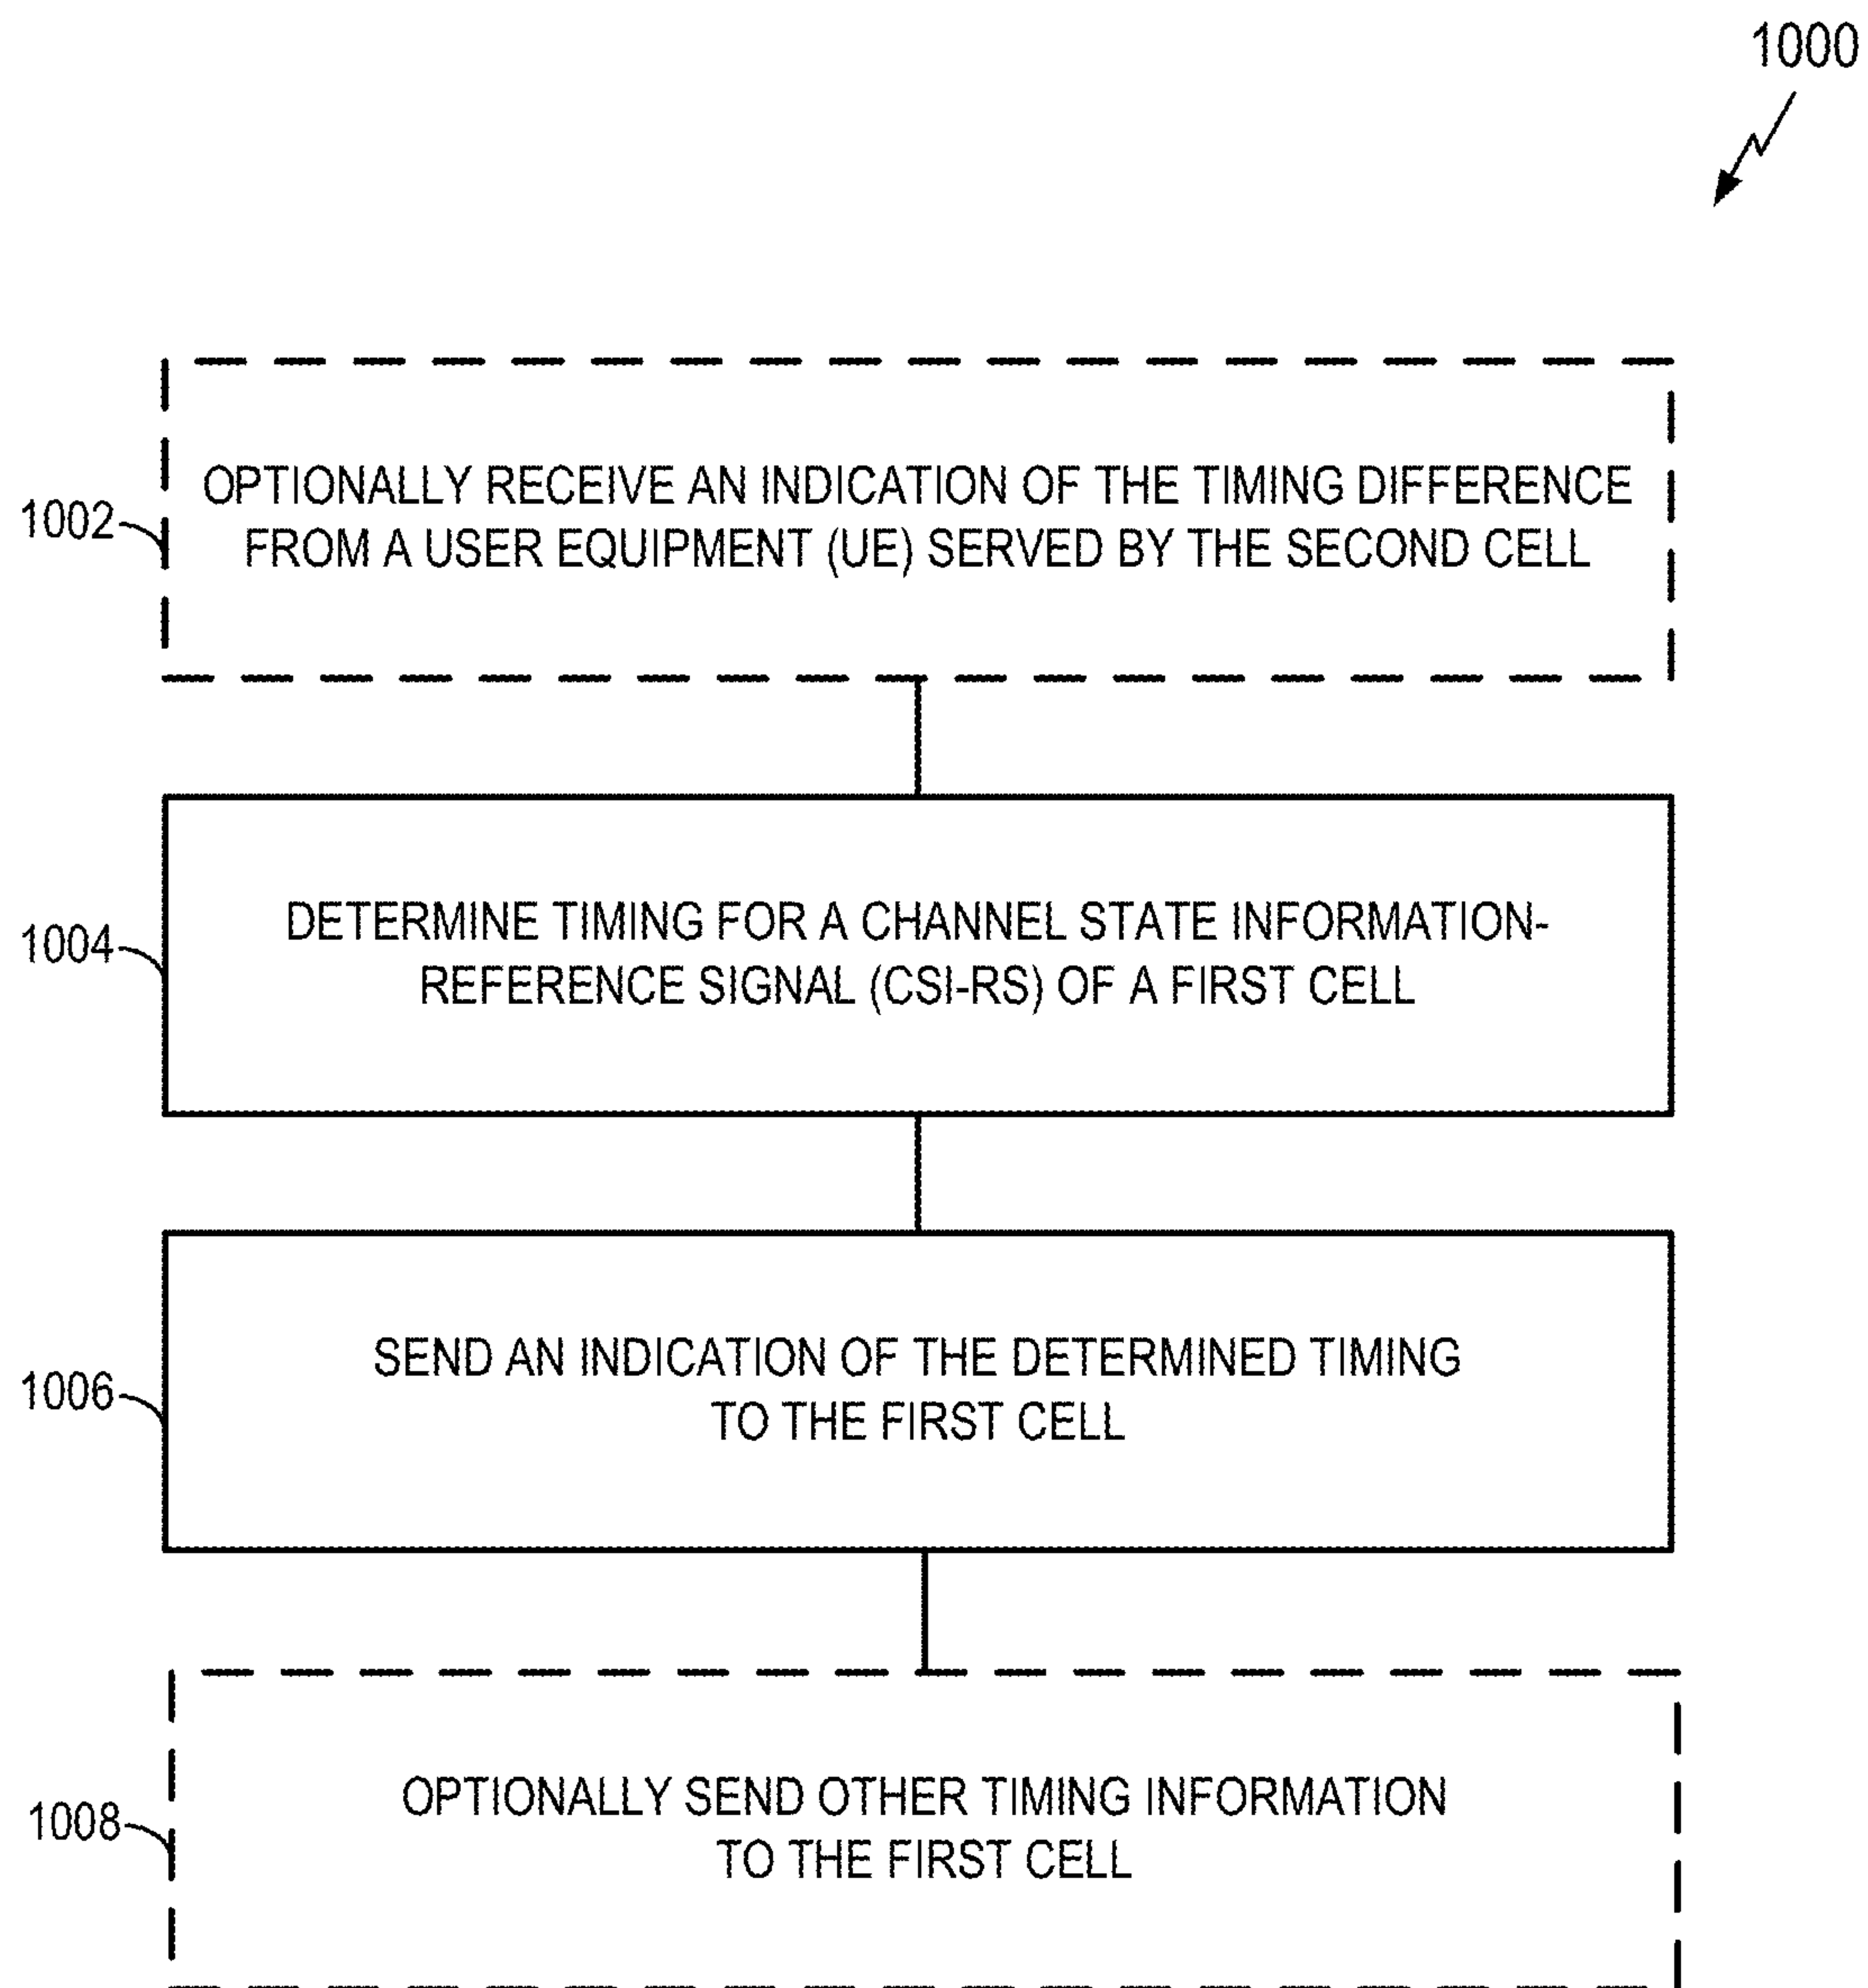 1000
OPTIONALLY RECEIVE AN INDICATION OF THE TIMING DIFFERENCE
FROM A USER EQUIPMENT (UE) SERVED BY THE SECOND CELL
1002
DETERMINE TIMING FOR A CHANNEL STATE INFORMATION-
REFERENCE SIGNAL (CSI-RS) OF A FIRST CELL
1004
SEND AN INDICATION OF THE DETERMINED TIMING
TO THE FIRST CELL
1006
OPTIONALLY SEND OTHER TIMING INFORMATION
TO THE FIRST CELL
1008